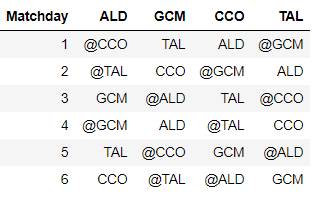 Matchday ALD GCM CCO TAL
1 @CCO TAL ALD @GCM
2 @TAL CCO @GCM ALD
3 GCM @ALD TAL @CCO
4 @GCM ALD @TAL CCO
5 TAL @CCO GCM @ALD
6 CCO @TAL @ALD GCM